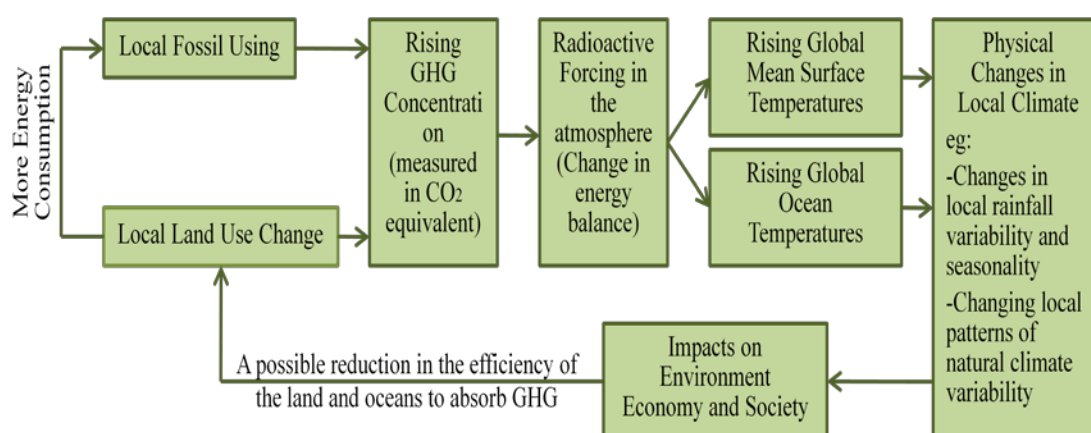 More Energy
Consumption
Local Fossil Using
Local Land Use Change
Rising
GHG
Concentrati
on
(measured
in CO₂
equivalent)
Radioactive
Forcing in
the
atmosphere
(Change in
energy
balance)
Rising Global
Mean Surface
Temperatures
Rising Global
Ocean
Temperatures
Physical
Changes in
Local Climate
eg:
-Changes in
local rainfall
variability and
seasonality
-Changing local
patterns of
natural climate
variability
Impacts on
Environment
Economy and Society
A possible reduction in the efficiency of
the land and oceans to absorb GHG